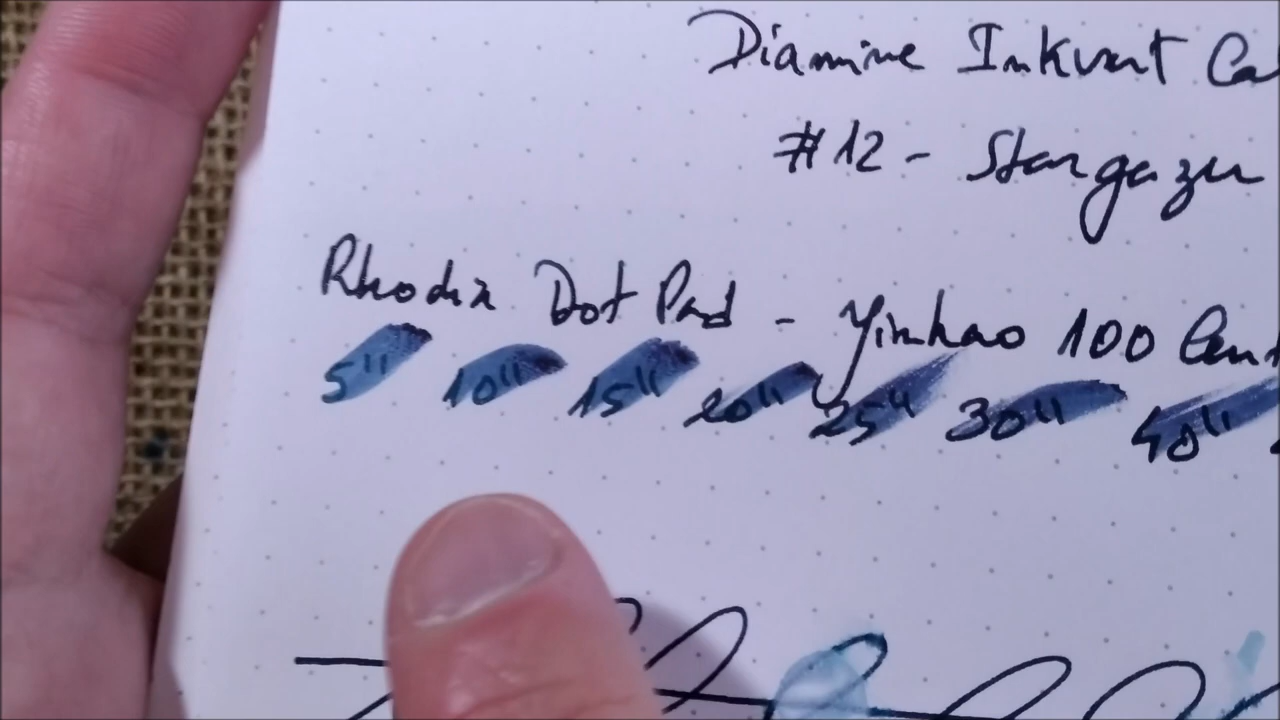 Diamine Inkvent Ca
#12 - Stargazer
Rhodia Dot Pad - Yinhao 100 Cent
5" 10" 15" 20" 25" 30" 40"